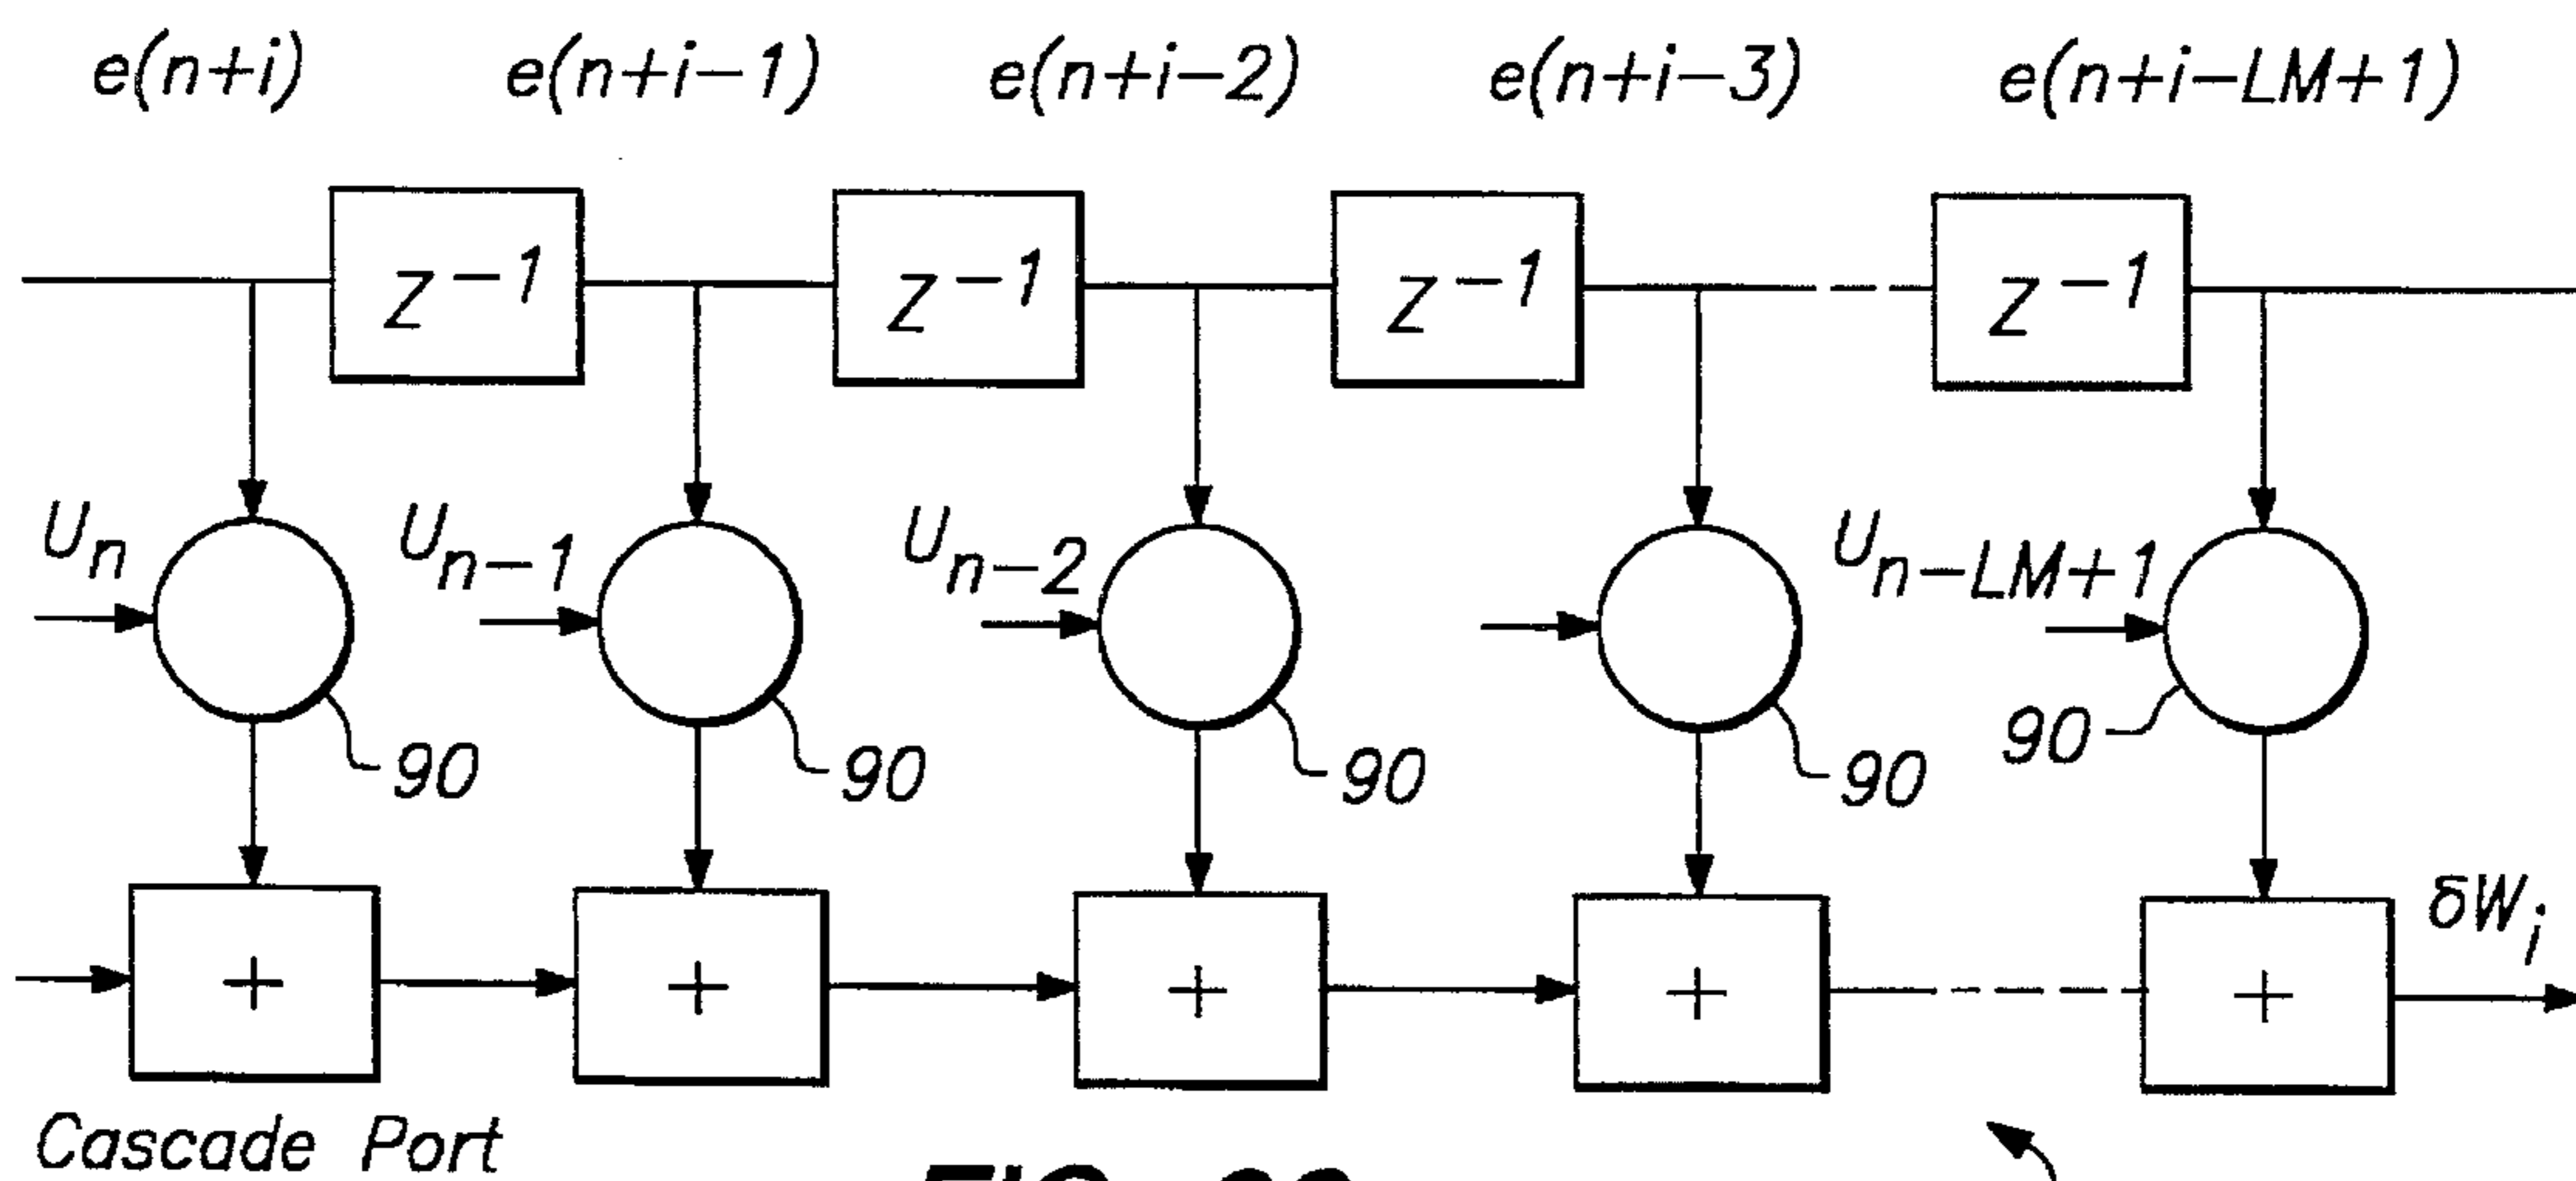 e(n+i) e(n+i-1) e(n+i-2) e(n+i-3) e(n+i-LM+1)
Z⁻¹ Z⁻¹ Z⁻¹ Z⁻¹
Uₙ Uₙ₋₁ Uₙ₋₂ U_{n-LM+1}
90 90 90 90 90
+ + + + + δWᵢ
Cascade Port